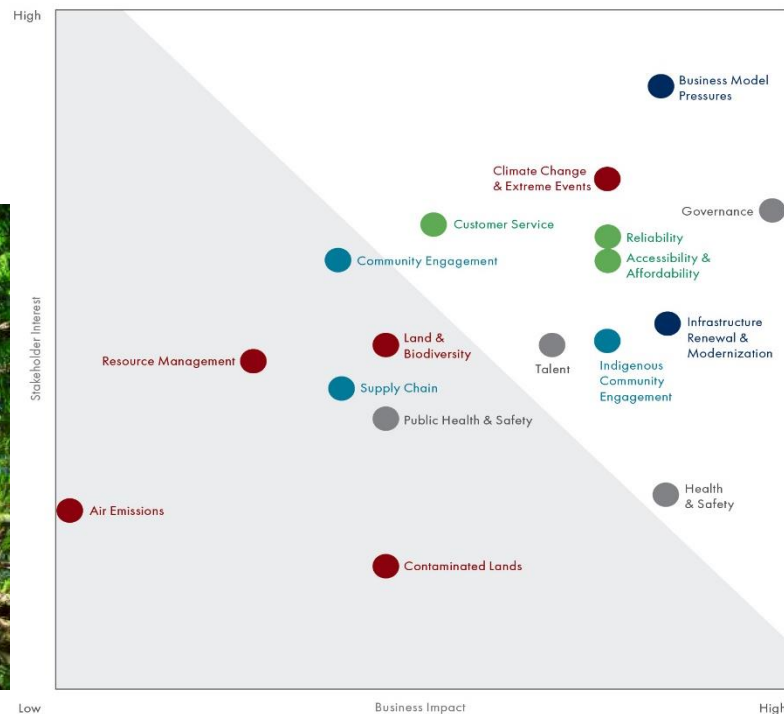 High
Business Model
Pressures
Climate Change
& Extreme Events
Governance
Customer Service
Reliability
Community Engagement
Accessibility &
Affordability
Stakeholder Interest
Infrastructure
Renewal &
Modernization
Land &
Biodiversity
Resource Management
Talent
Indigenous
Community
Engagement
Supply Chain
Public Health & Safety
Health
& Safety
Air Emissions
Contaminated Lands
Low
Business Impact
High